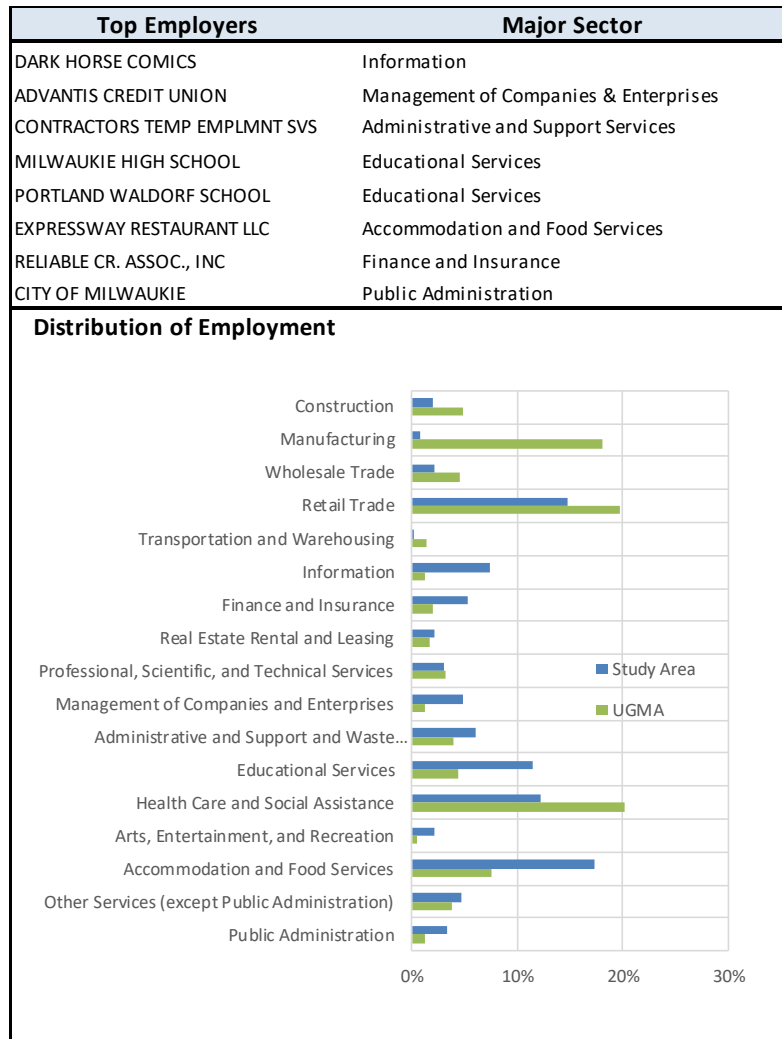 Top Employers Major Sector
DARK HORSE COMICS Information
ADVANTIS CREDIT UNION Management of Companies & Enterprises
CONTRACTORS TEMP EMPLMNT SVS Administrative and Support Services
MILWAUKIE HIGH SCHOOL Educational Services
PORTLAND WALDORF SCHOOL Educational Services
EXPRESSWAY RESTAURANT LLC Accommodation and Food Services
RELIABLE CR. ASSOC., INC Finance and Insurance
CITY OF MILWAUKIE Public Administration
Distribution of Employment
Construction
Manufacturing
Wholesale Trade
Retail Trade
Transportation and Warehousing
Information
Finance and Insurance
Real Estate Rental and Leasing
Professional, Scientific, and Technical Services
Management of Companies and Enterprises
Administrative and Support and Waste...
Educational Services
Health Care and Social Assistance
Arts, Entertainment, and Recreation
Accommodation and Food Services
Other Services (except Public Administration)
Public Administration
Study Area
UGMA
0% 10% 20% 30%